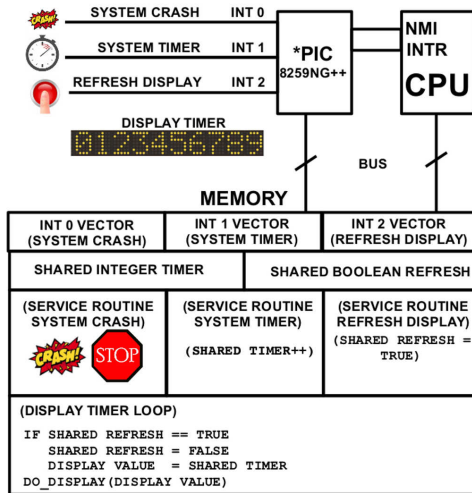 SYSTEM CRASH INT 0
CRASH!
SYSTEM TIMER INT 1
REFRESH DISPLAY INT 2
*PIC
8259NG++
NMI
INTR
CPU
DISPLAY TIMER
0123456789
BUS
MEMORY
INT 0 VECTOR
(SYSTEM CRASH)
INT 1 VECTOR
(SYSTEM TIMER)
INT 2 VECTOR
(REFRESH DISPLAY)
SHARED INTEGER TIMER
SHARED BOOLEAN REFRESH
(SERVICE ROUTINE
SYSTEM CRASH)
CRASH!
STOP
(SERVICE ROUTINE
SYSTEM TIMER)
(SHARED TIMER++)
(SERVICE ROUTINE
REFRESH DISPLAY)
(SHARED REFRESH =
TRUE)
(DISPLAY TIMER LOOP)
IF SHARED REFRESH == TRUE
SHARED REFRESH = FALSE
DISPLAY VALUE = SHARED TIMER
DO_DISPLAY(DISPLAY VALUE)